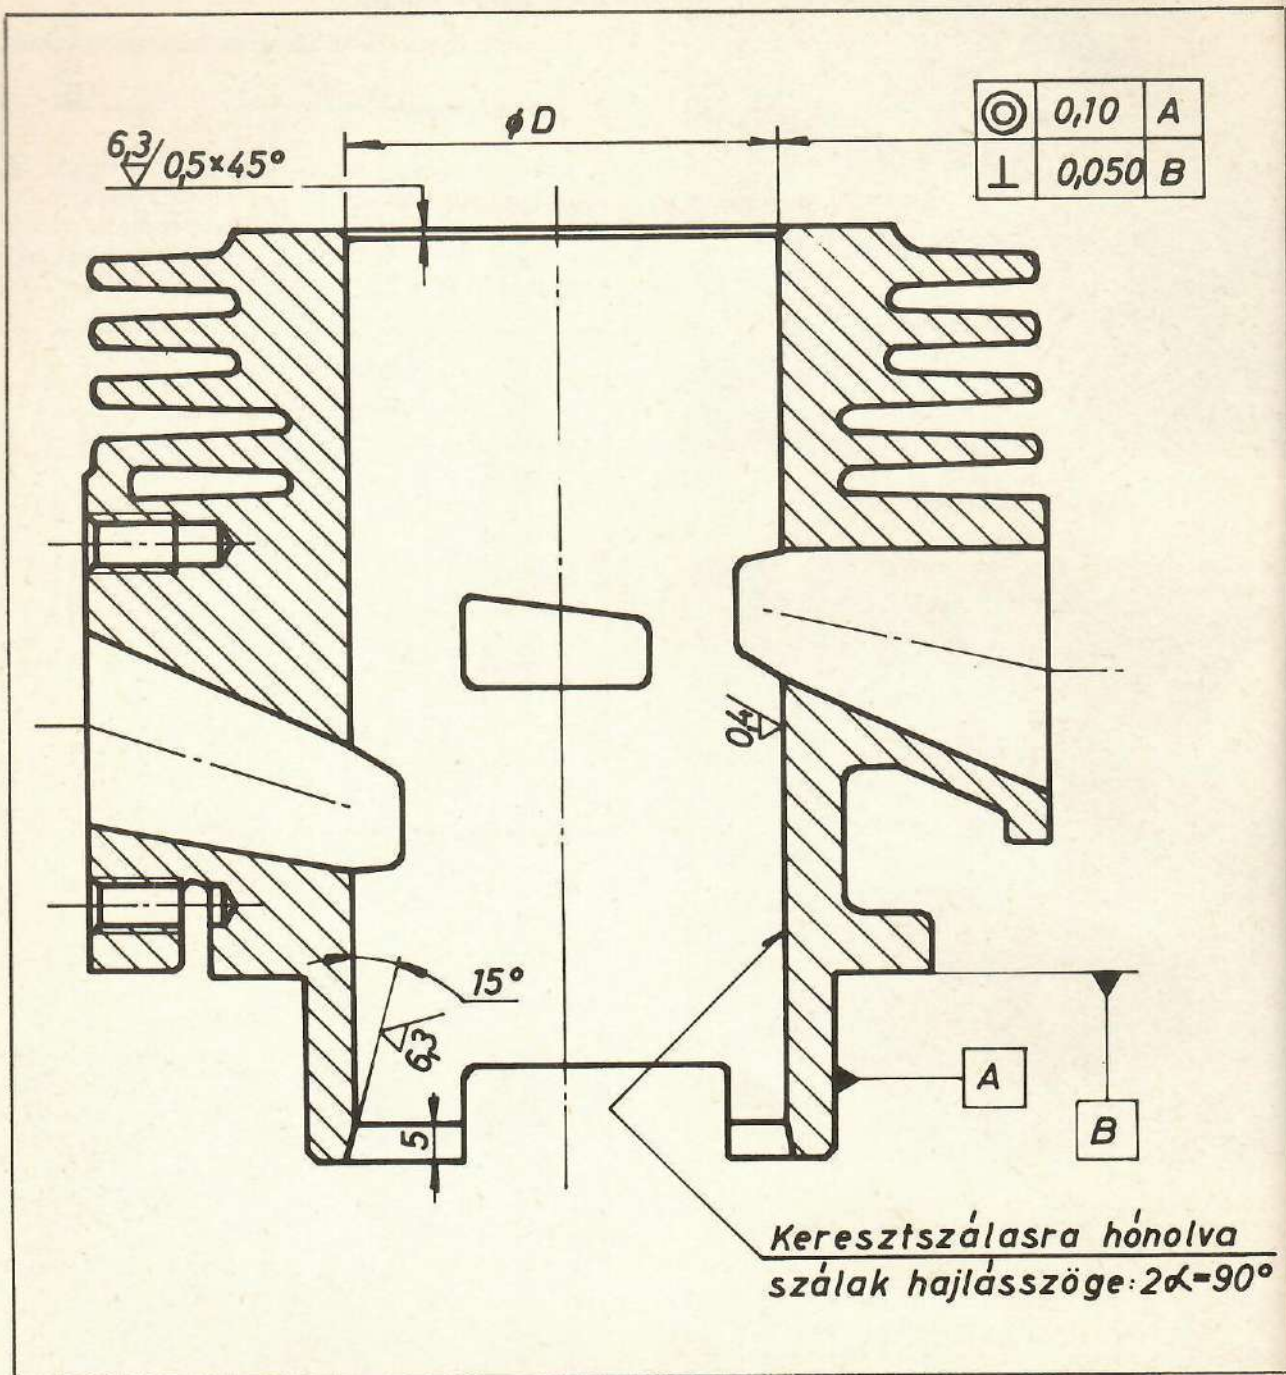 ◎ 0,10 A
⊥ 0,050 B
ϕD
6,3/ 0,5×45°
0,4
15°
6,3
5
A
B
Keresztszálasra hónolva
szálak hajlásszöge: 2α=90°